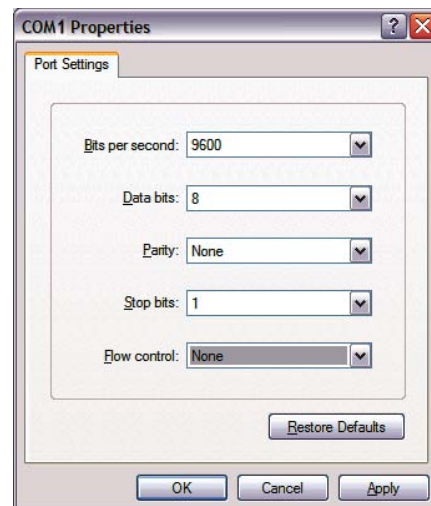 COM1 Properties
Port Settings
Bits per second: 9600
Data bits: 8
Parity: None
Stop bits: 1
Flow control: None
Restore Defaults
OK Cancel Apply